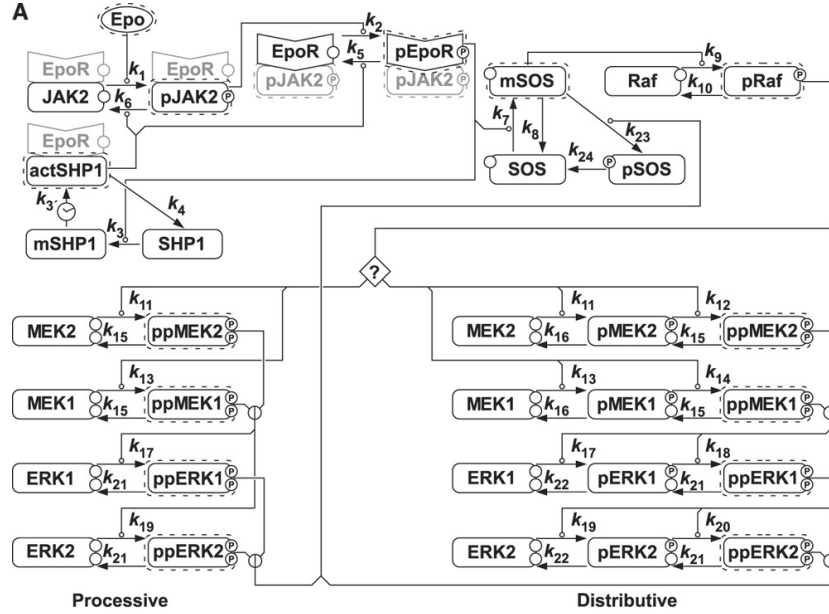 A
Epo
k2
EpoR
EpoR
k1
EpoR
k5
pEpoR
P
k9
JAK2
pJAK2
P
pJAK2
P
pJAK2
P
mSOS
Raf
pRaf
P
k6
k10
k7
k8
k23
EpoR
actSHP1
SOS
k24
P
pSOS
k3'
k4
k3
mSHP1
SHP1
?
k11
k11
k12
MEK2
ppMEK2
P
P
MEK2
pMEK2
P
ppMEK2
P
P
k15
k16
k15
k13
k13
k14
MEK1
ppMEK1
P
P
MEK1
pMEK1
P
ppMEK1
P
P
k15
k16
k15
k17
k17
k18
ERK1
ppERK1
P
P
ERK1
pERK1
P
ppERK1
P
P
k21
k22
k21
k19
k19
k20
ERK2
ppERK2
P
P
ERK2
pERK2
P
ppERK2
P
P
k21
k22
k21
Processive
Distributive